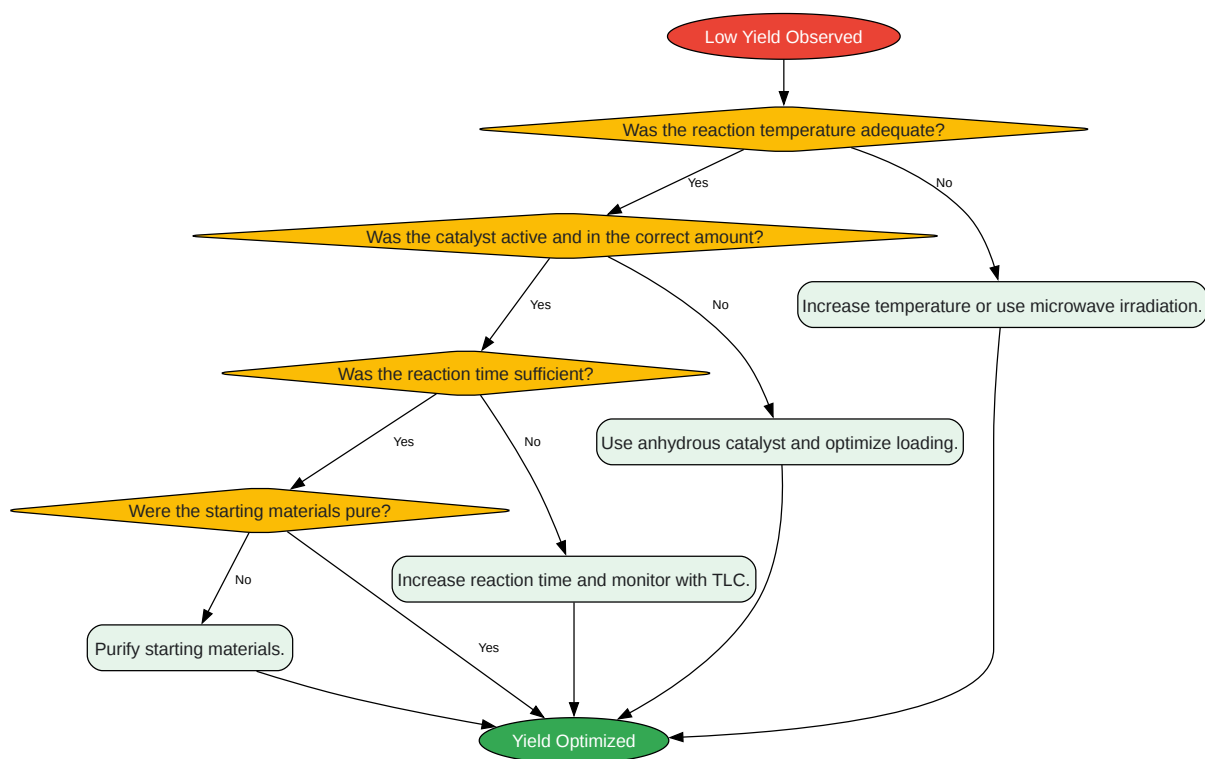 Low Yield Observed
Was the reaction temperature adequate?
Yes
No
Was the catalyst active and in the correct amount?
Increase temperature or use microwave irradiation.
Yes
No
Was the reaction time sufficient?
Use anhydrous catalyst and optimize loading.
Yes
No
Were the starting materials pure?
Increase reaction time and monitor with TLC.
No
Purify starting materials.
Yes
Yield Optimized